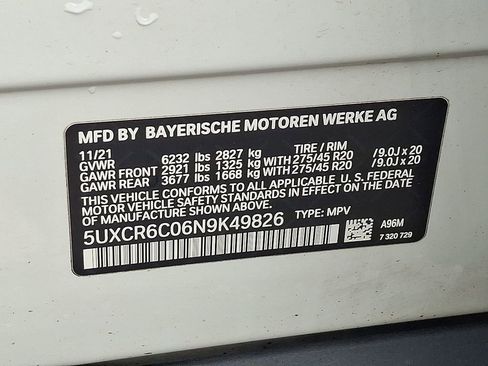 MFD BY BAYERISCHE MOTOREN WERKE AG
11/21 TIRE / RIM
GVWR 6232 lbs 2827 kg
GAWR FRONT 2921 lbs 1325 kg WITH 275/45 R20 /9.0J x 20
GAWR REAR 3677 lbs 1668 kg WITH 275/45 R20 /9.0J x 20
THIS VEHICLE CONFORMS TO ALL APPLICABLE U.S. FEDERAL
MOTOR VEHICLE SAFETY STANDARDS IN EFFECT ON THE
DATE OF MANUFACTURE SHOWN ABOVE.
5UXCR6C06N9K49826 TYPE: MPV
A96M
7 320 729